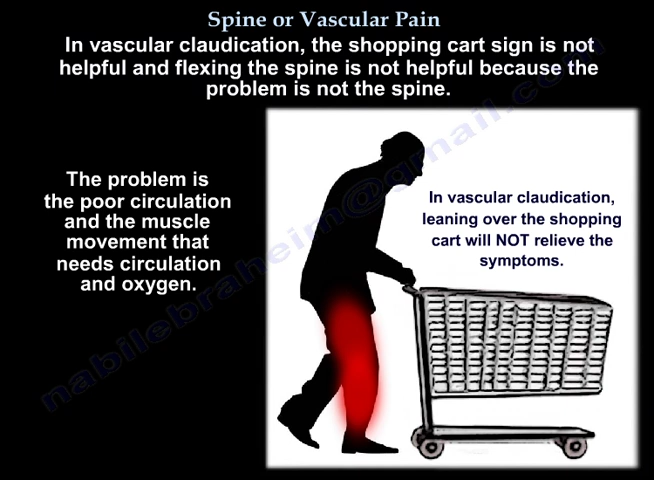 Spine or Vascular Pain
In vascular claudication, the shopping cart sign is not
helpful and flexing the spine is not helpful because the
problem is not the spine.
The problem is
the poor circulation
and the muscle
movement that
needs circulation
and oxygen.
In vascular claudication,
leaning over the shopping
cart will NOT relieve the
symptoms.
nabilebraheim@gmail.com